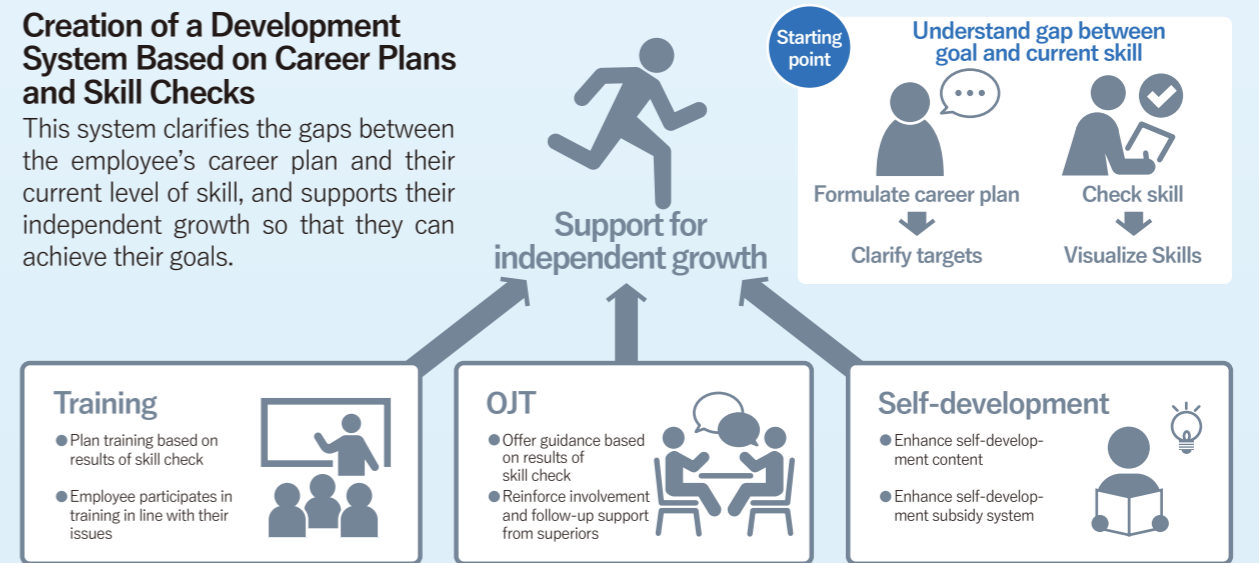 Creation of a Development
System Based on Career Plans
and Skill Checks
This system clarifies the gaps between
the employee's career plan and their
current level of skill, and supports their
independent growth so that they can
achieve their goals.
Support for
independent growth
Starting
point
Understand gap between
goal and current skill
Formulate career plan
Clarify targets
Check skill
Visualize Skills
Training
●Plan training based on
results of skill check
●Employee participates in
training in line with their
issues
OJT
●Offer guidance based
on results of
skill check
●Reinforce involvement
and follow-up support
from superiors
Self-development
●Enhance self-develop-
ment content
●Enhance self-develop-
ment subsidy system